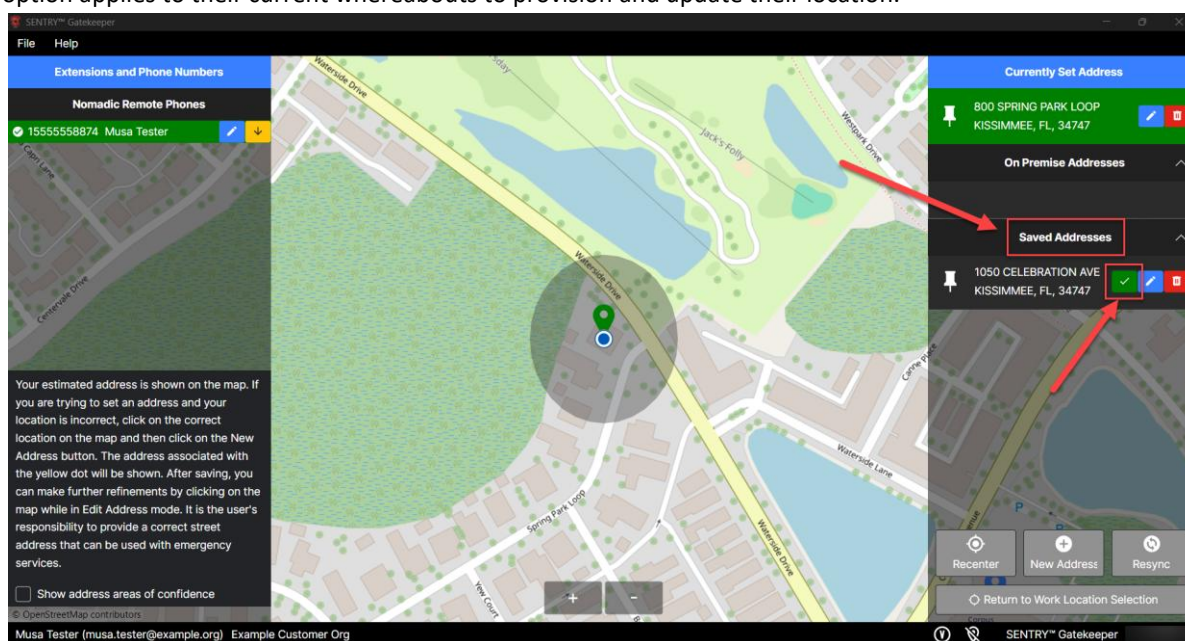 option applies to their current whereabouts to provision and update their location.
SENTRY™ Gatekeeper
File Help
Extensions and Phone Numbers
Nomadic Remote Phones
15555558874 Musa Tester
Capri Lane
Centervale Drive
Your estimated address is shown on the map. If
you are trying to set an address and your
location is incorrect, click on the correct
location on the map and then click on the New
Address button. The address associated with
the yellow dot will be shown. After saving, you
can make further refinements by clicking on the
map while in Edit Address mode. It is the user's
responsibility to provide a correct street
address that can be used with emergency
services.
Show address areas of confidence
© OpenStreetMap contributors
Waterside Drive
Jack's Folly
Westpark Drive
Waterside Drive
Canne Place
Waterside Lane
Spring Park Loop
Waterside Drive
Yew Court
+ -
Currently Set Address
800 SPRING PARK LOOP
KISSIMMEE, FL, 34747
On Premise Addresses
Saved Addresses
1050 CELEBRATION AVE
KISSIMMEE, FL, 34747
P
Recenter New Address Resync
Return to Work Location Selection
Musa Tester (musa.tester@example.org) Example Customer Org
SENTRY™ Gatekeeper